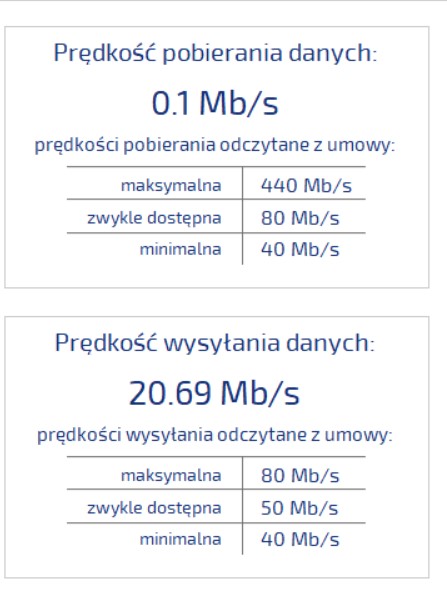 Prędkość pobierania danych:
0.1 Mb/s
prędkości pobierania odczytane z umowy:
maksymalna 440 Mb/s
zwykle dostępna 80 Mb/s
minimalna 40 Mb/s
Prędkość wysyłania danych:
20.69 Mb/s
prędkości wysyłania odczytane z umowy:
maksymalna 80 Mb/s
zwykle dostępna 50 Mb/s
minimalna 40 Mb/s